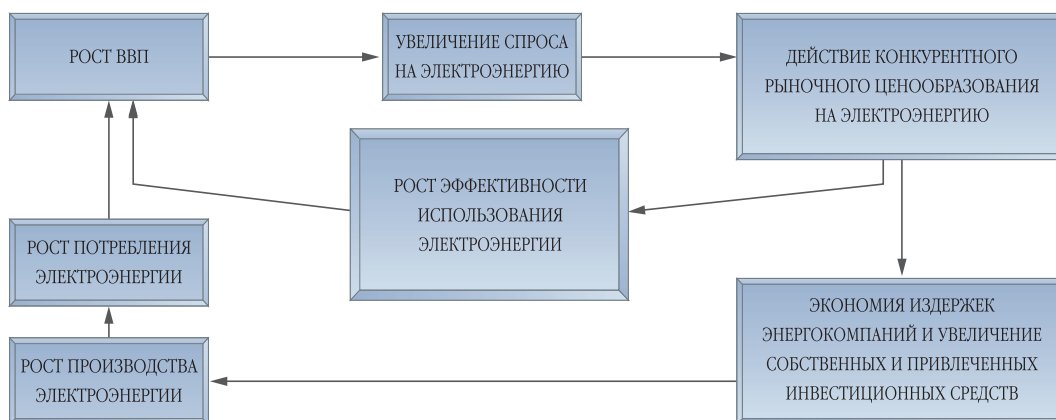 РОСТ ВВП
УВЕЛИЧЕНИЕ СПРОСА
НА ЭЛЕКТРОЭНЕРГИЮ
ДЕЙСТВИЕ КОНКУРЕНТНОГО
РЫНОЧНОГО ЦЕНООБРАЗОВАНИЯ
НА ЭЛЕКТРОЭНЕРГИЮ
РОСТ ЭФФЕКТИВНОСТИ
ИСПОЛЬЗОВАНИЯ
ЭЛЕКТРОЭНЕРГИИ
РОСТ ПОТРЕБЛЕНИЯ
ЭЛЕКТРОЭНЕРГИИ
РОСТ ПРОИЗВОДСТВА
ЭЛЕКТРОЭНЕРГИИ
ЭКОНОМИЯ ИЗДЕРЖЕК
ЭНЕРГОКОМПАНИЙ И УВЕЛИЧЕНИЕ
СОБСТВЕННЫХ И ПРИВЛЕЧЕННЫХ
ИНВЕСТИЦИОННЫХ СРЕДСТВ